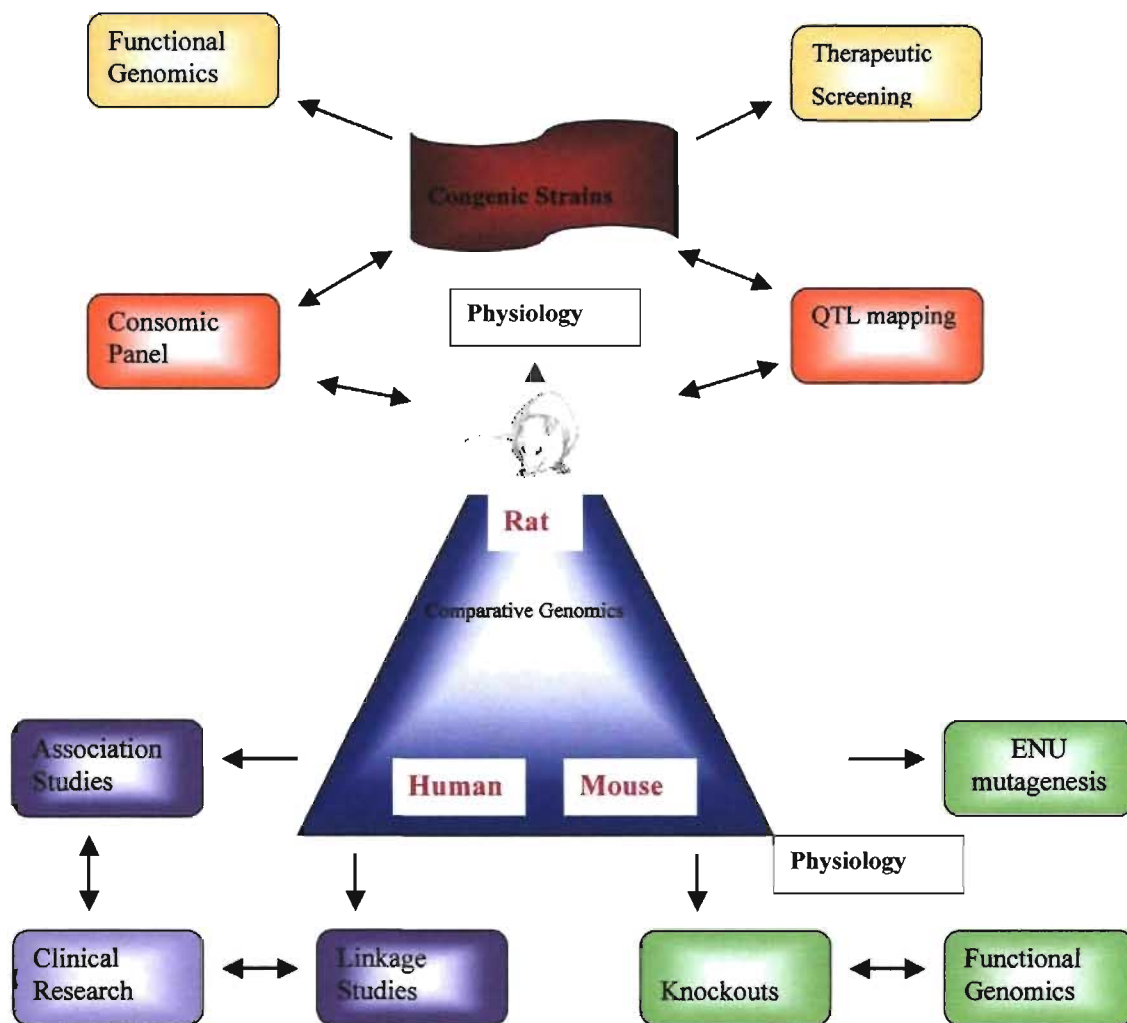 Functional
Genomics
Therapeutic
Screening
Congenic Strains
Consomic
Panel
Physiology
QTL mapping
Rat
Comparative Genomics
Association
Studies
Human
Mouse
ENU
mutagenesis
Physiology
Clinical
Research
Linkage
Studies
Knockouts
Functional
Genomics